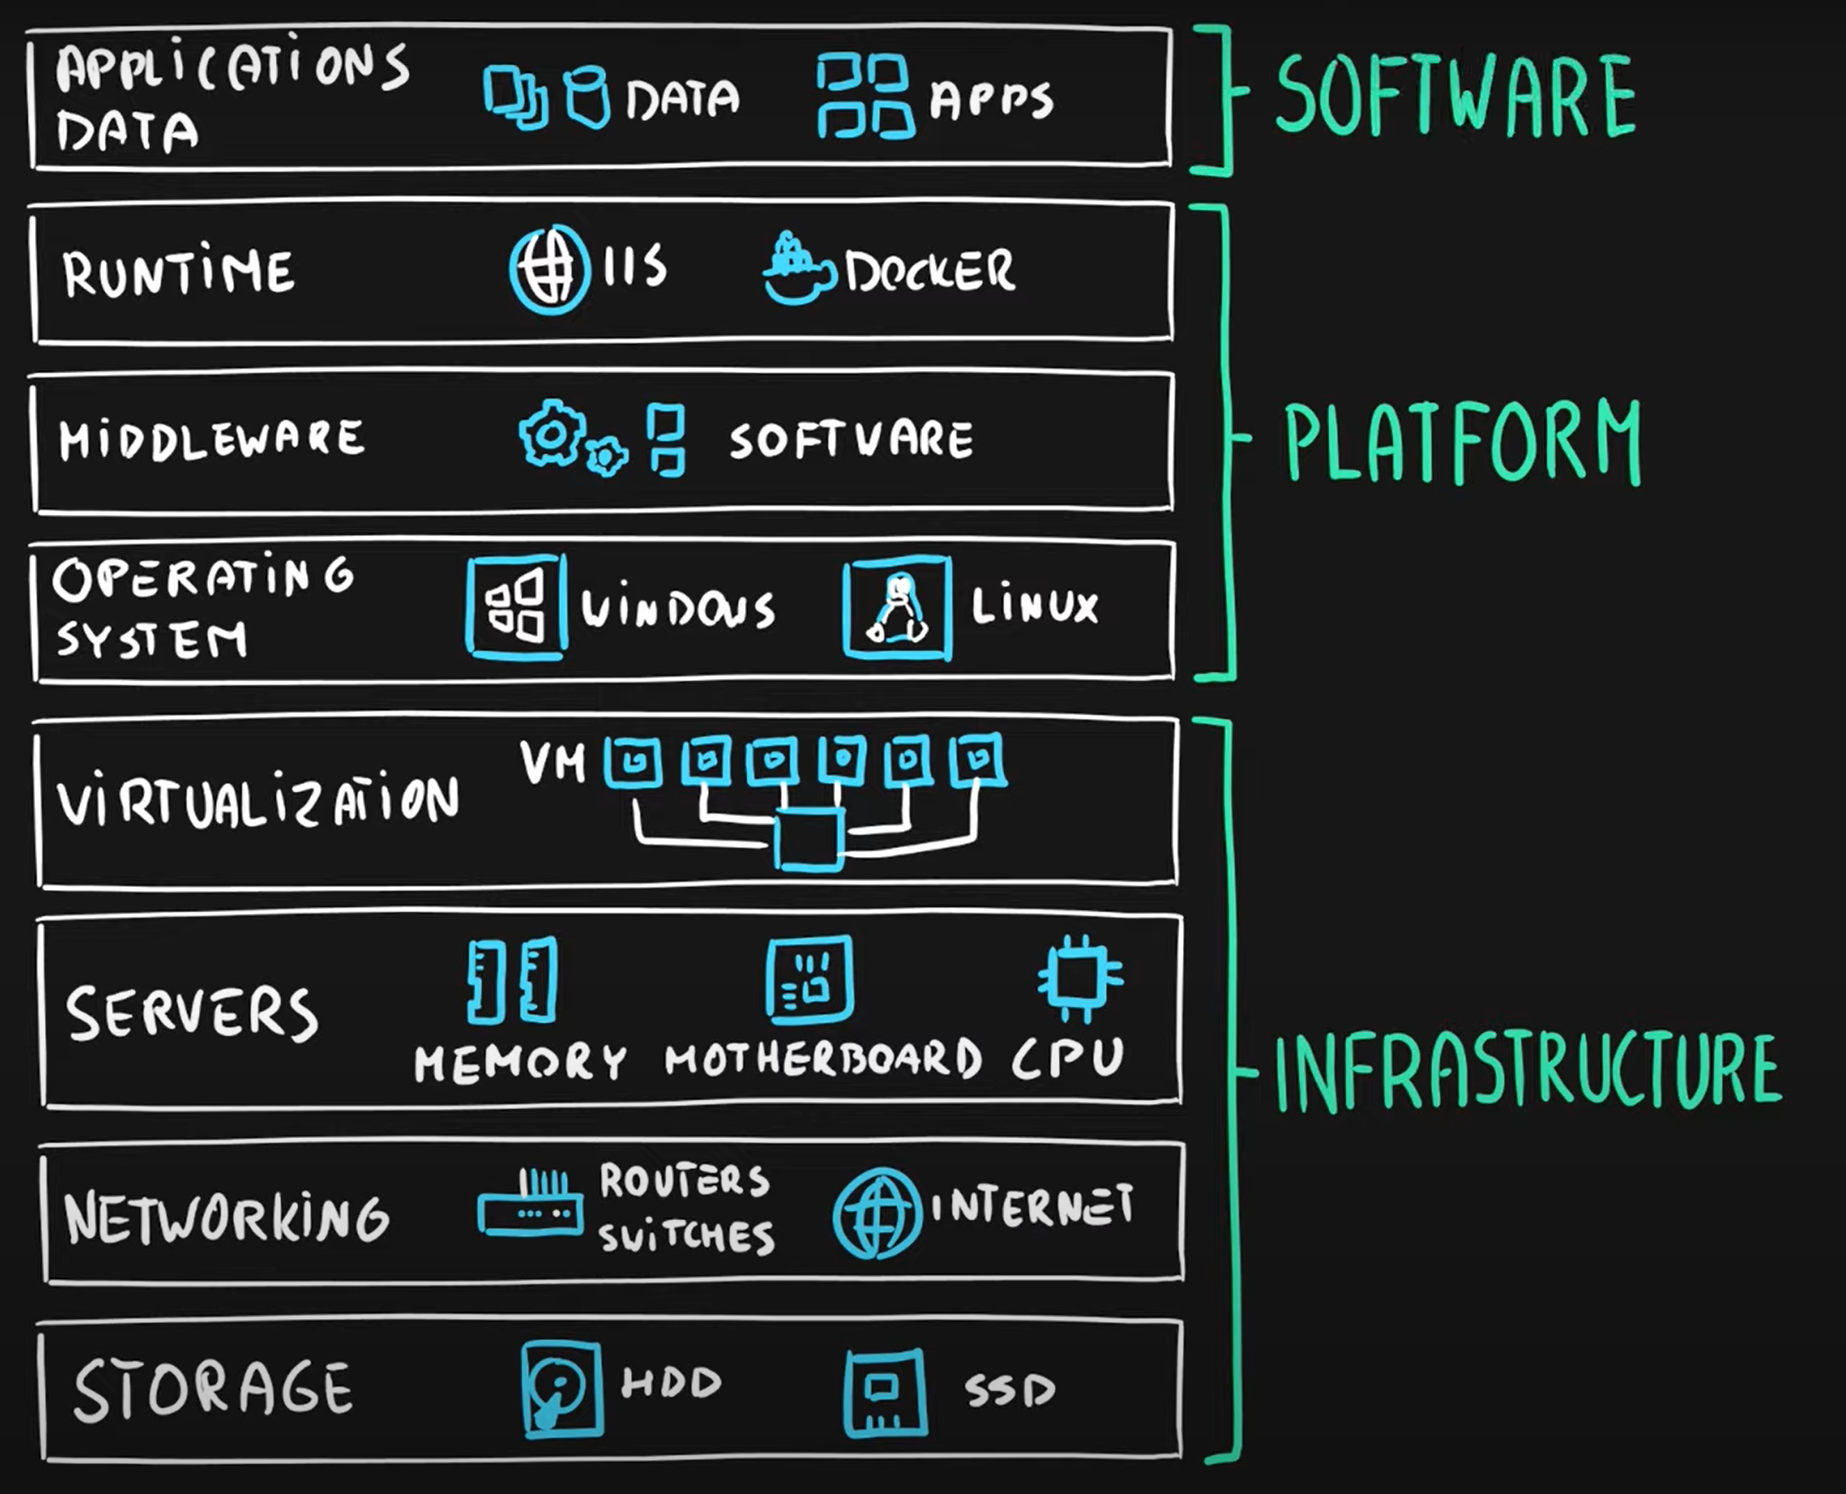 APPLiCATiONS
DATA
DATA
APPS
SOFTWARE
RUNTiME
IIS
DOCKER
MiDDLEWARE
SOFTWARE
PLATFORM
OPERATiNG
SYSTEM
WiNDOWS
LiNUX
ViRTUALiZATiON
VM
SERVERS
MEMORY
MOTHERBOARD
CPU
INFRASTRUCTURE
NETWORKiNG
ROUTERS
SWiTCHES
INTERNET
STORAGE
HDD
SSD